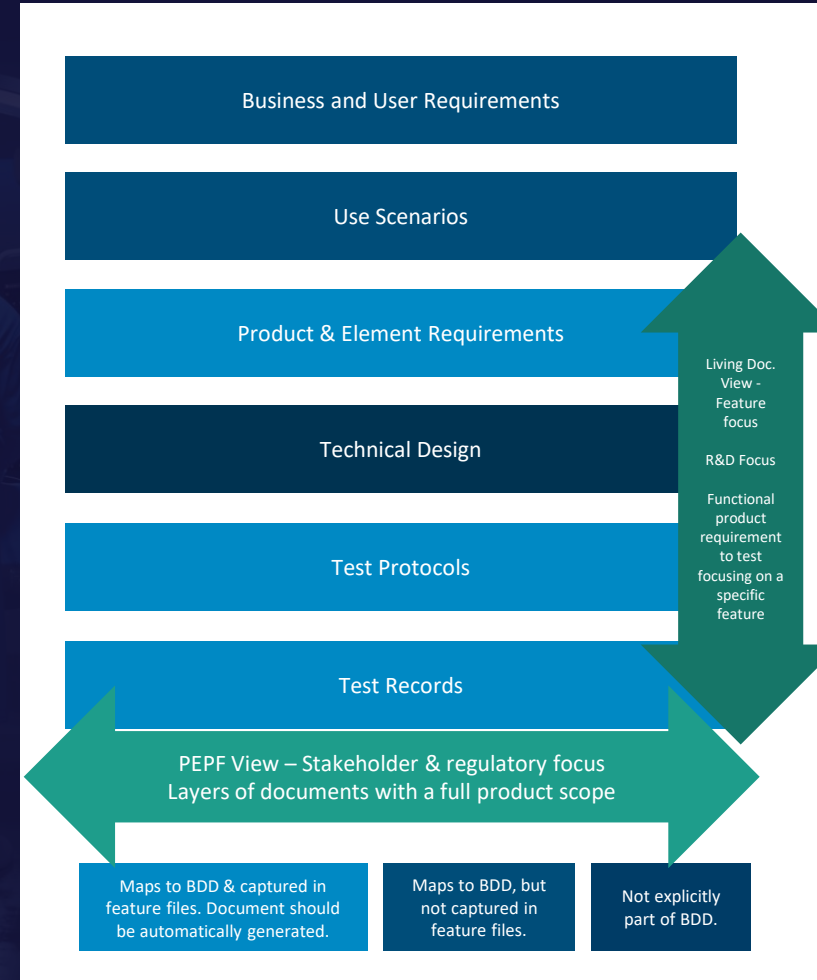 Business and User Requirements
Use Scenarios
Product & Element Requirements
Technical Design
Test Protocols
Test Records
Living Doc.
View -
Feature
focus
R&D Focus
Functional
product
requirement
to test
focusing on a
specific
feature
PEPF View – Stakeholder & regulatory focus
Layers of documents with a full product scope
Maps to BDD & captured in
feature files. Document should
be automatically generated.
Maps to BDD, but
not captured in
feature files.
Not explicitly
part of BDD.